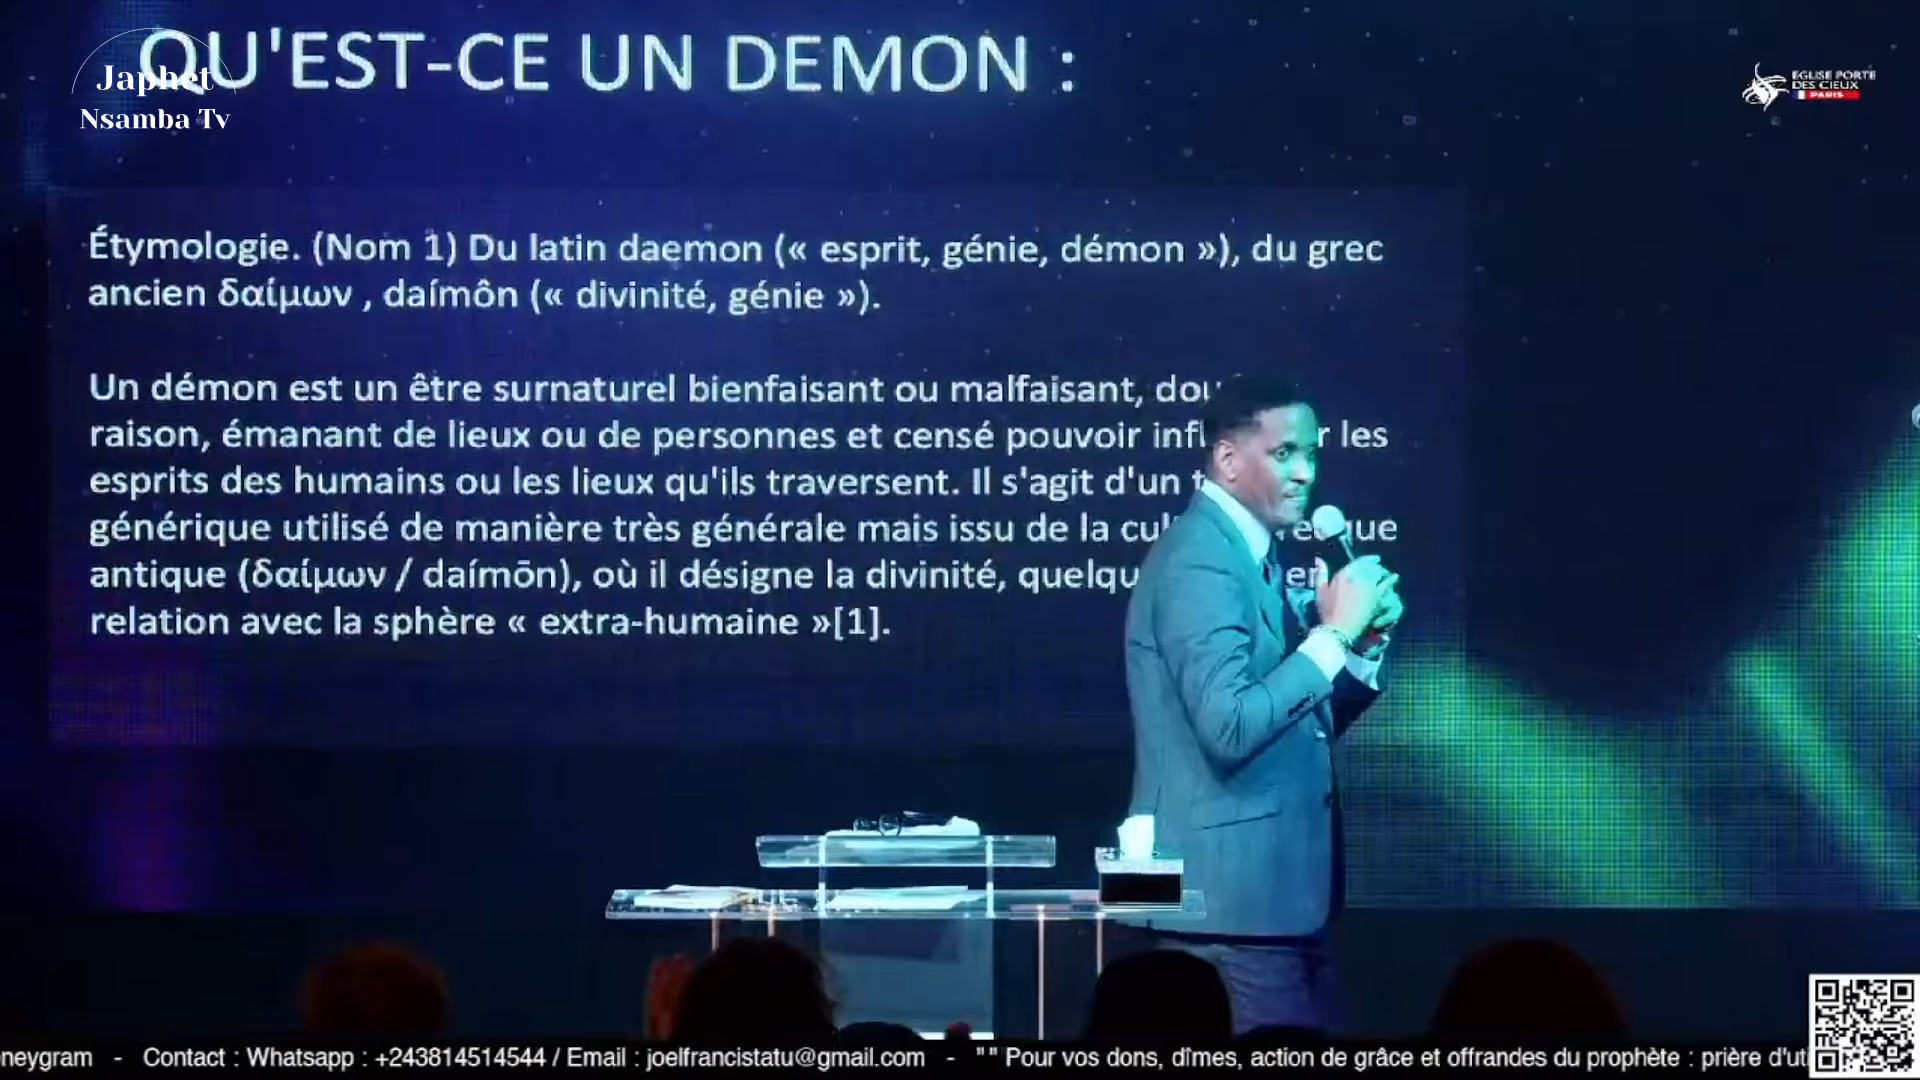 QU'EST-CE UN DEMON :
Japhet
Nsamba Tv
EGLISE PORTE
DES CIEUX
PARIS
Étymologie. (Nom 1) Du latin daemon (« esprit, génie, démon »), du grec
ancien δαίμων , daímôn (« divinité, génie »).
Un démon est un être surnaturel bienfaisant ou malfaisant,
raison, émanant de lieux ou de personnes et censé pouvoir les
esprits des humains ou les lieux qu'ils traversent. Il s'agit d'un
générique utilisé de manière très générale mais issu de la
antique (δαίμων / daímōn), où il désigne la divinité, en
relation avec la sphère « extra-humaine »[1].
neygram - Contact : Whatsapp : +243814514544 / Email : joelfrancistatu@gmail.com - "" Pour vos dons, dîmes, action de grâce et offrandes du prophète : prière d'uti